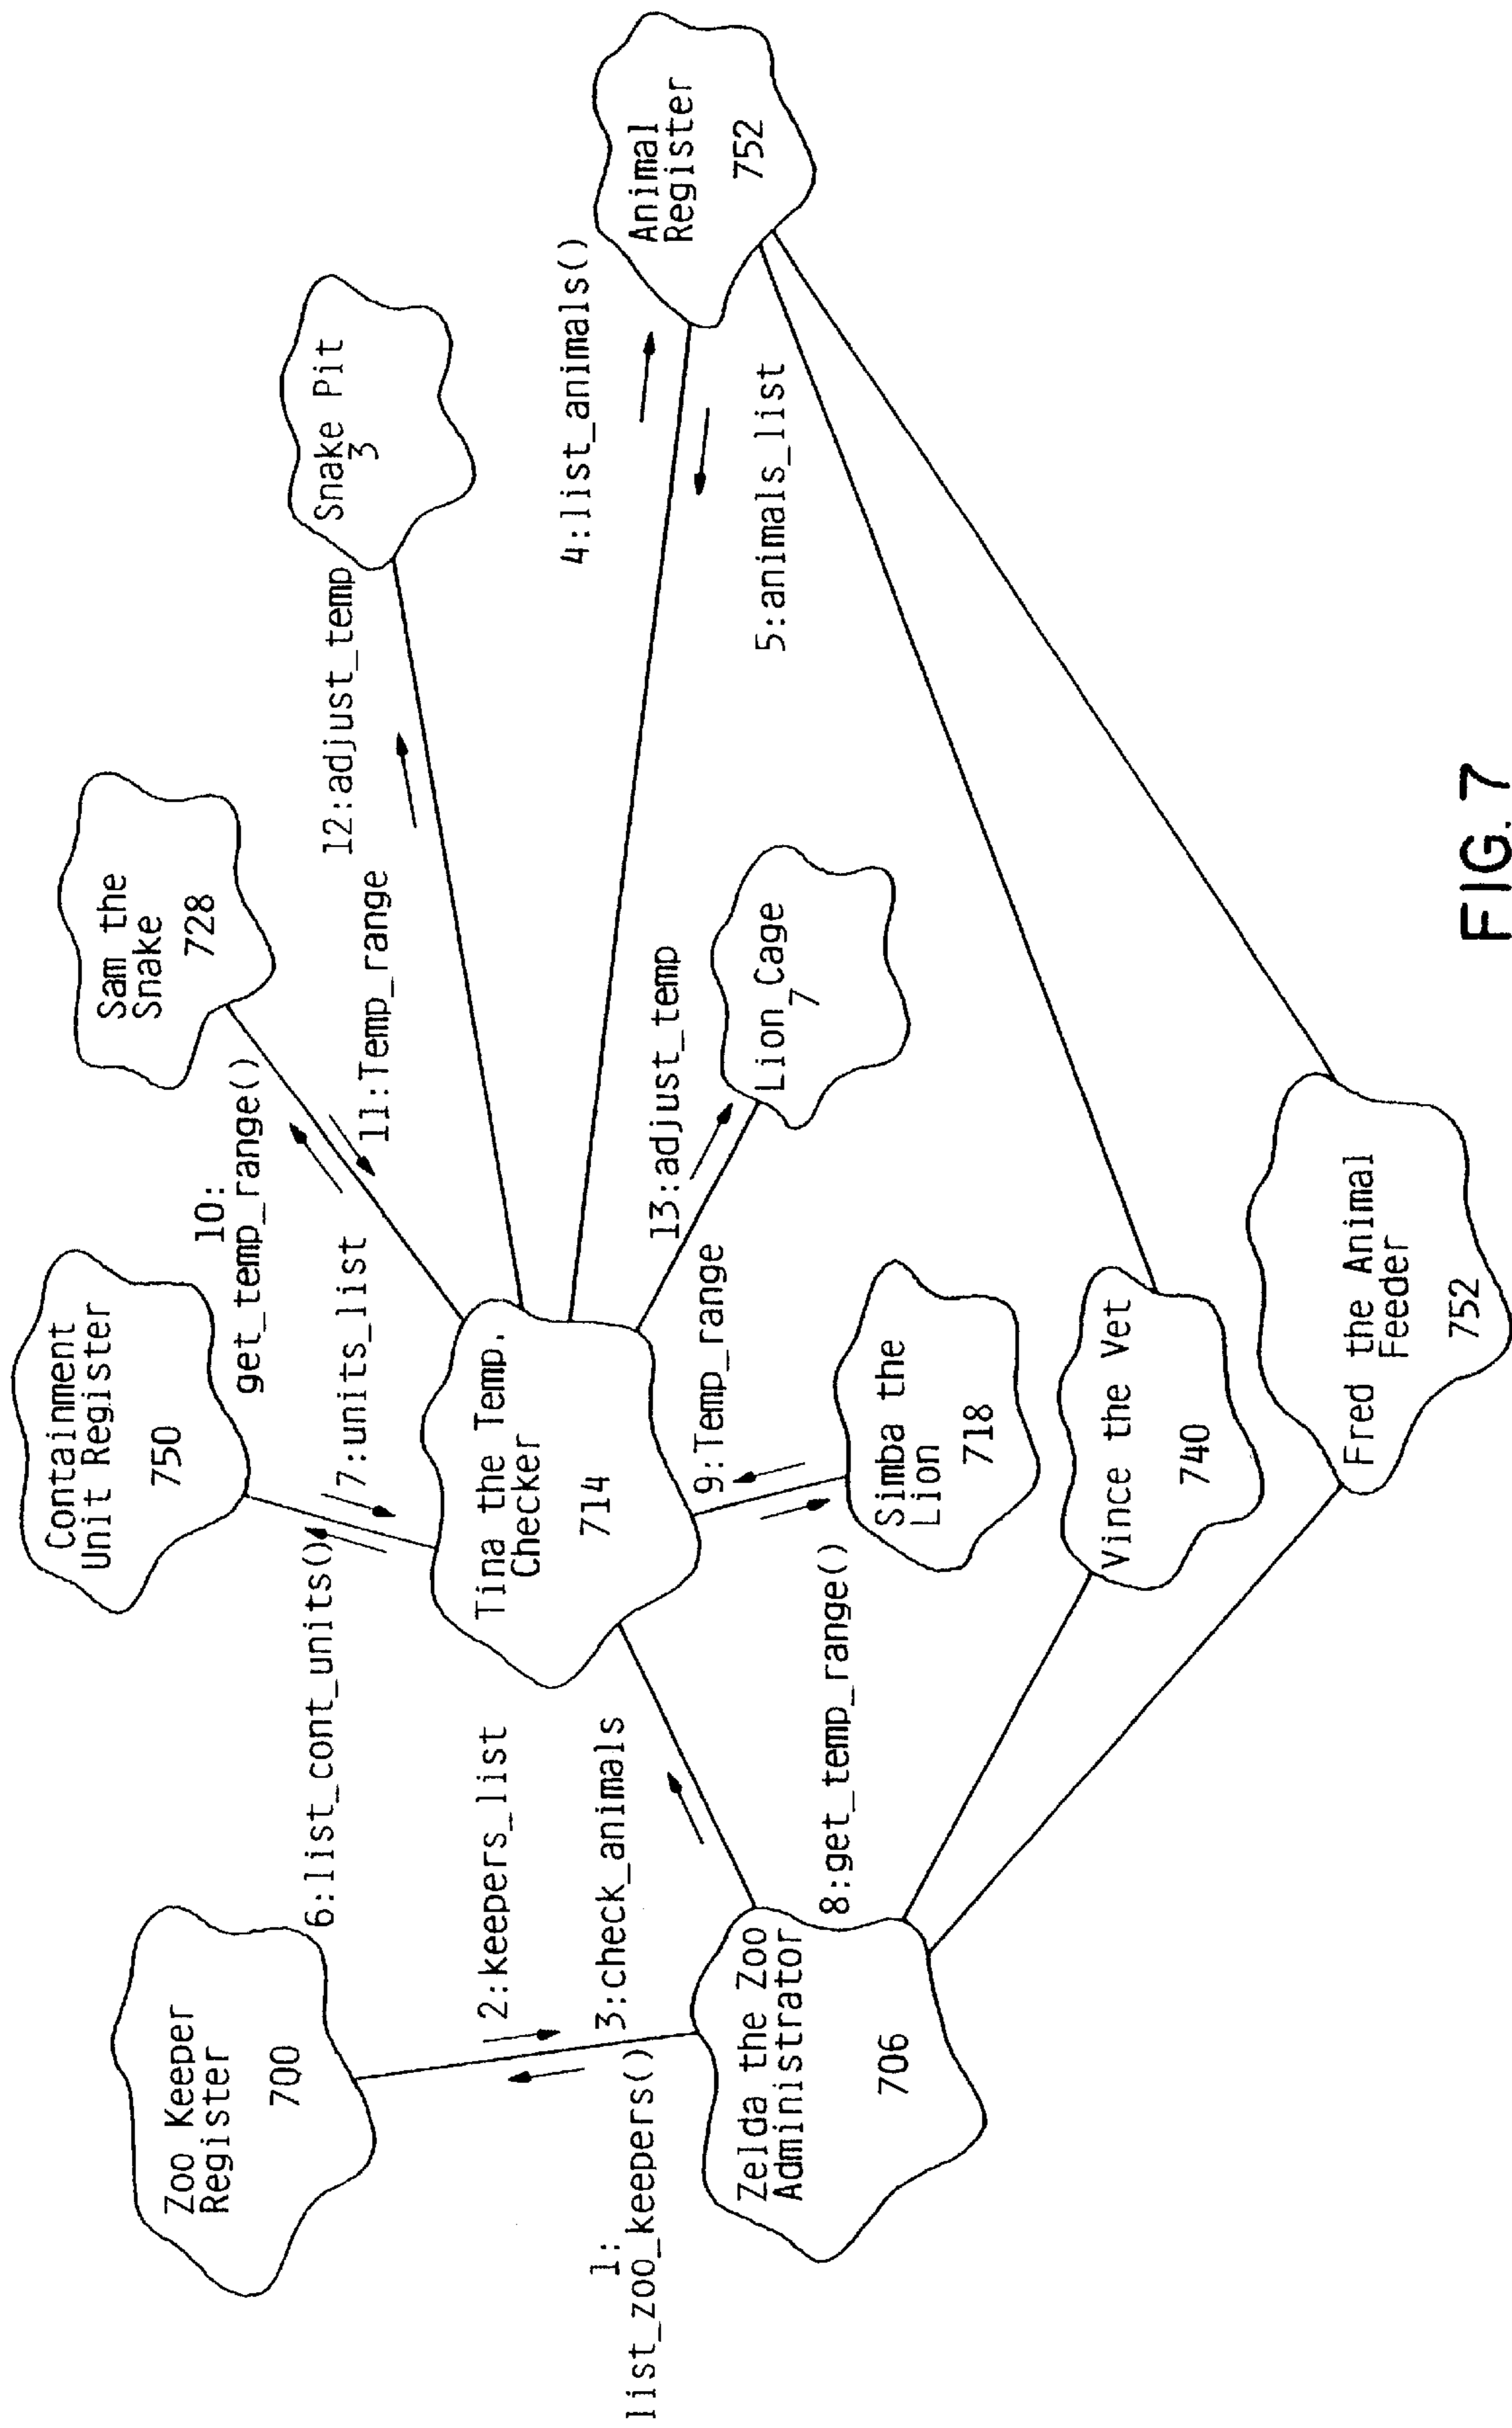 Zoo Keeper
Register
700
6:list_cont_units()
2:keepers_list
3:check_animals
1:
list_zoo_keepers()
Zelda the Zoo
Administrator
706
8:get_temp_range()
Containment
Unit Register
750
7:units_list
10:
get_temp_range()
Sam the
Snake
728
11:Temp_range
12:adjust_temp
Snake Pit
3
Tina the Temp.
Checker
714
9:Temp_range
13:adjust_temp
Lion Cage
7
4:list_animals()
5:animals_list
Animal
Register
752
Simba the
Lion
718
Vince the Vet
740
Fred the Animal
Feeder
752
FIG. 7